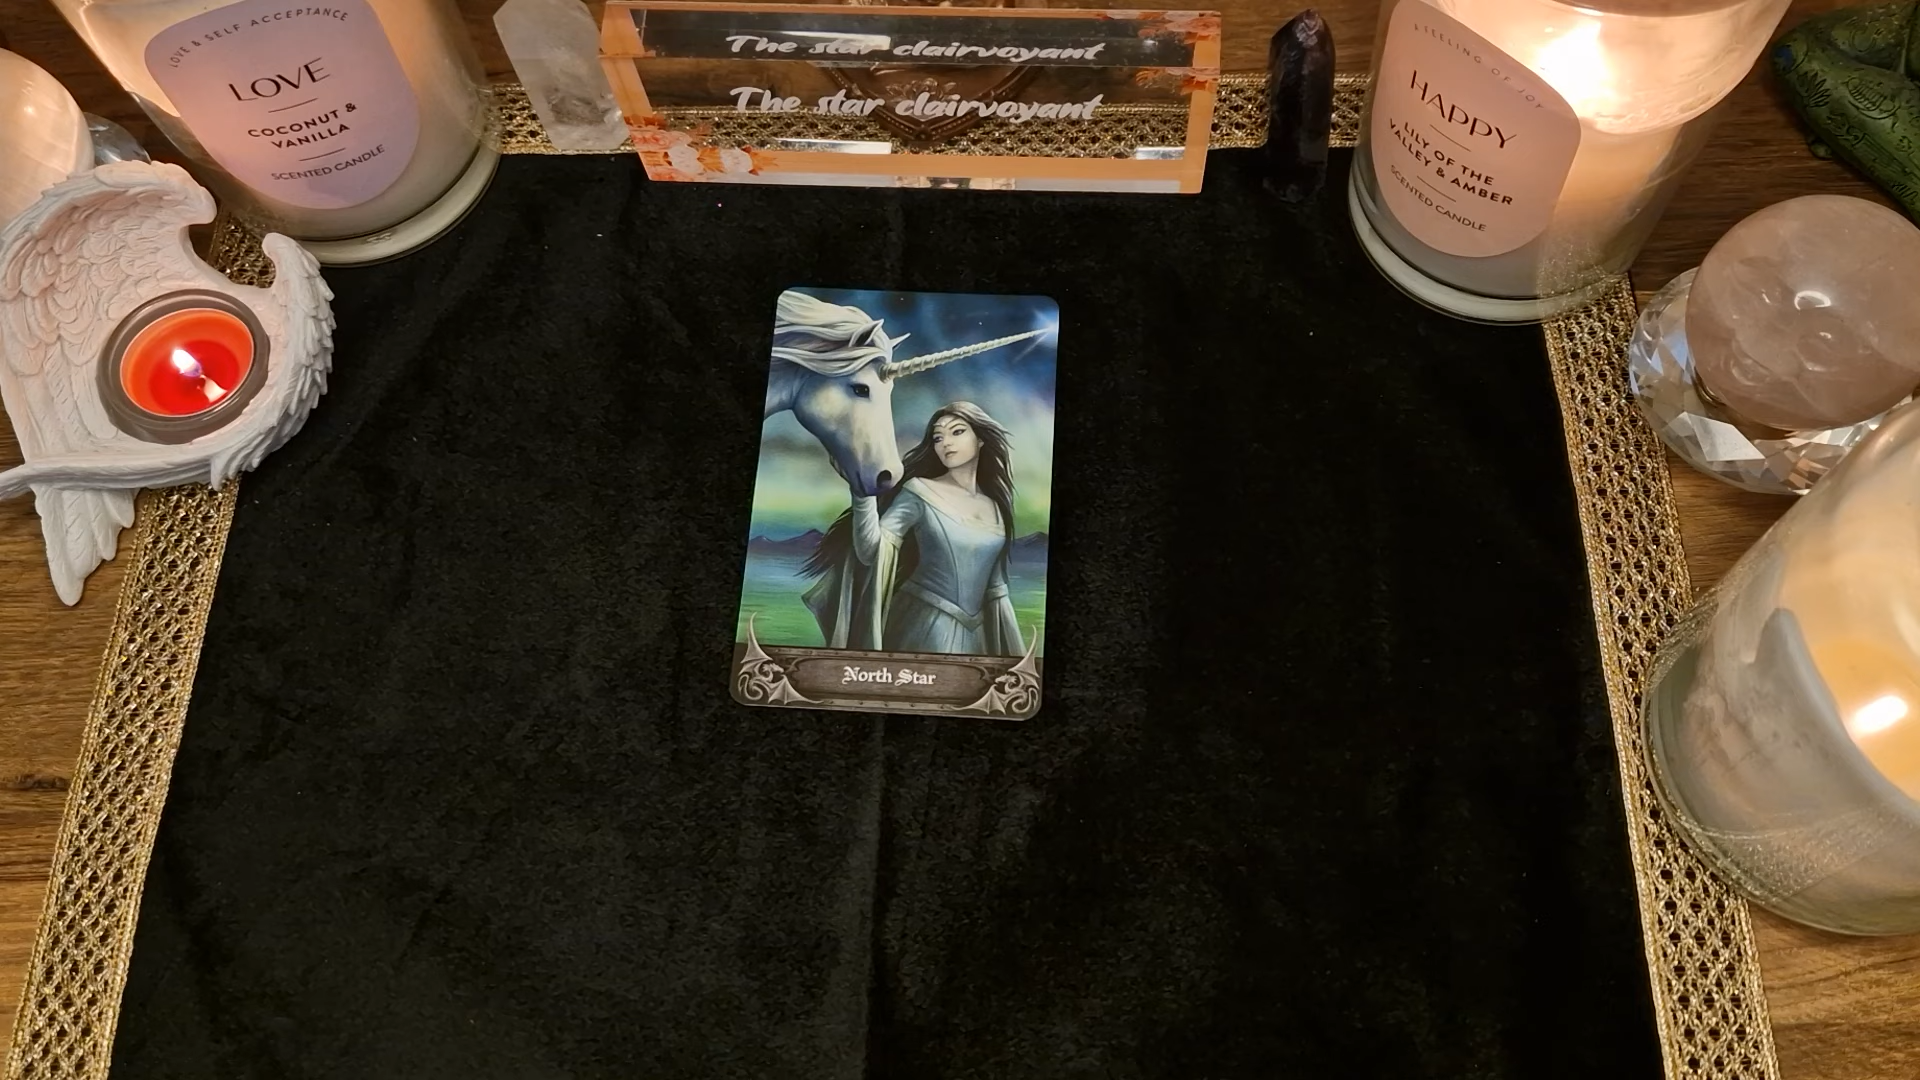 LOVE & SELF ACCEPTANCE
LOVE
COCONUT &
VANILLA
SCENTED CANDLE
The star clairvoyant
The star clairvoyant
A FEELING OF JOY
HAPPY
LILY OF THE
VALLEY & AMBER
SCENTED CANDLE
North Star